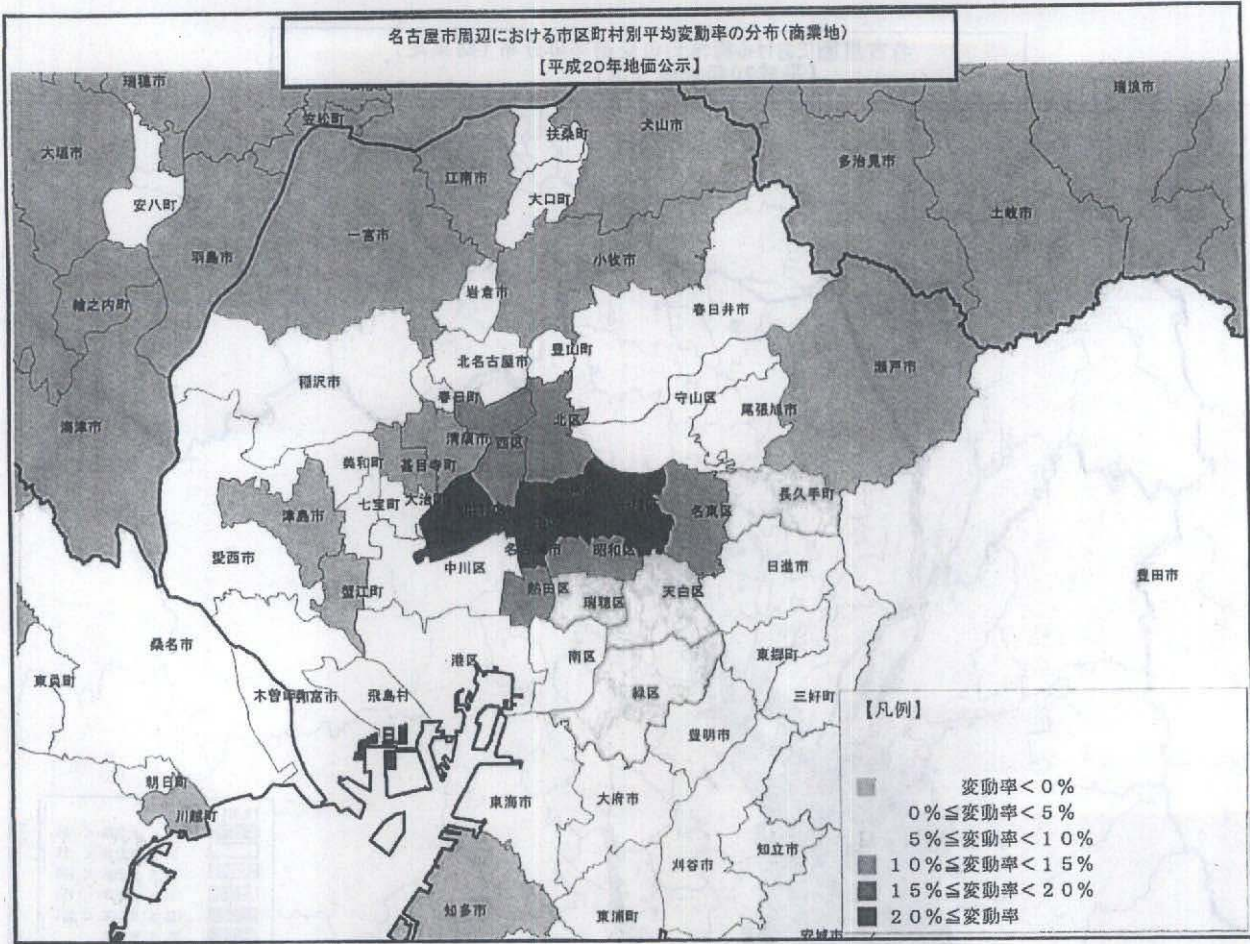 名古屋市周辺における市区町村別平均変動率の分布(商業地)
【平成20年地価公示】
瑞穂市
瑞浪市
笠松町
扶桑町
犬山市
大垣市
多治見市
江南市
安八町
大口町
土岐市
一宮市
羽島市
小牧市
輪之内町
岩倉市
春日井市
豊山町
北名古屋市
瀬戸市
稲沢市
春日町
守山区
尾張旭市
海津市
北区
清須市
西区
美和町
甚目寺町
七宝町
大治町
長久手町
津島市
名東区
名古屋市
昭和区
愛西市
中川区
日進市
豊田市
蟹江町
熱田区
瑞穂区
天白区
桑名市
港区
南区
東郷町
東員町
弥富市
飛島村
緑区
三好町
豊明市
朝日町
東海市
大府市
川越町
知立市
刈谷市
知多市
東浦町
安城市
【凡例】
変動率<0%
0%≦変動率<5%
5%≦変動率<10%
10%≦変動率<15%
15%≦変動率<20%
20%≦変動率